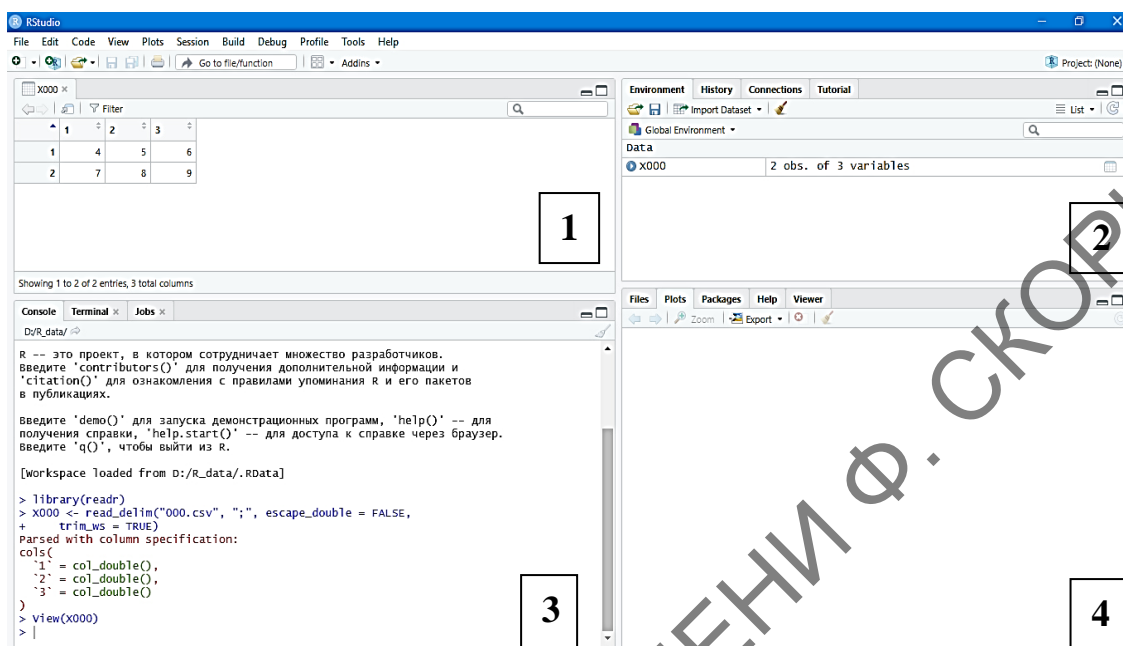 RStudio
File Edit Code View Plots Session Build Debug Profile Tools Help
Go to file/function Addins
Project: (None)
X000
Filter
1 2 3
1 4 5 6
2 7 8 9
1
Showing 1 to 2 of 2 entries, 3 total columns
Environment History Connections Tutorial
Import Dataset List
Global Environment
Data
X000 2 obs. of 3 variables
2
Console Terminal Jobs
D:/R_data/
R -- это проект, в котором сотрудничает множество разработчиков.
Введите 'contributors()' для получения дополнительной информации и
'citation()' для ознакомления с правилами упоминания R и его пакетов
в публикациях.
Введите 'demo()' для запуска демонстрационных программ, 'help()' -- для
получения справки, 'help.start()' -- для доступа к справке через браузер.
Введите 'q()', чтобы выйти из R.
[Workspace loaded from D:/R_data/.RData]
> library(readr)
> X000 <- read_delim("000.csv", ";", escape_double = FALSE,
+ trim_ws = TRUE)
Parsed with column specification:
cols(
`1` = col_double(),
`2` = col_double(),
`3` = col_double()
)
> View(X000)
>
3
Files Plots Packages Help Viewer
Zoom Export
4
Ф.